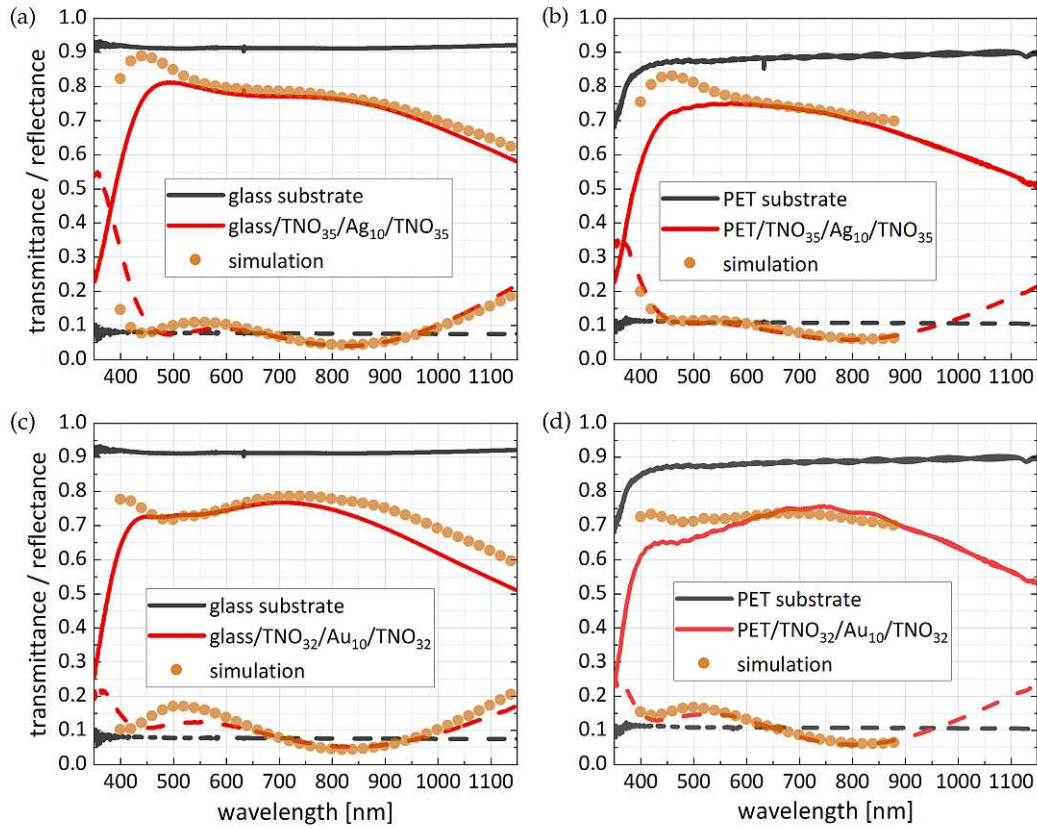 (a)
1.0
0.9
0.8
0.7
0.6
0.5
0.4
0.3
0.2
0.1
0.0
transmittance / reflectance
glass substrate
glass/TNO₃₅/Ag₁₀/TNO₃₅
simulation
400 500 600 700 800 900 1000 1100
(b)
1.0
0.9
0.8
0.7
0.6
0.5
0.4
0.3
0.2
0.1
0.0
PET substrate
PET/TNO₃₅/Ag₁₀/TNO₃₅
simulation
400 500 600 700 800 900 1000 1100
(c)
1.0
0.9
0.8
0.7
0.6
0.5
0.4
0.3
0.2
0.1
0.0
transmittance / reflectance
glass substrate
glass/TNO₃₂/Au₁₀/TNO₃₂
simulation
400 500 600 700 800 900 1000 1100
wavelength [nm]
(d)
1.0
0.9
0.8
0.7
0.6
0.5
0.4
0.3
0.2
0.1
0.0
PET substrate
PET/TNO₃₂/Au₁₀/TNO₃₂
simulation
400 500 600 700 800 900 1000 1100
wavelength [nm]